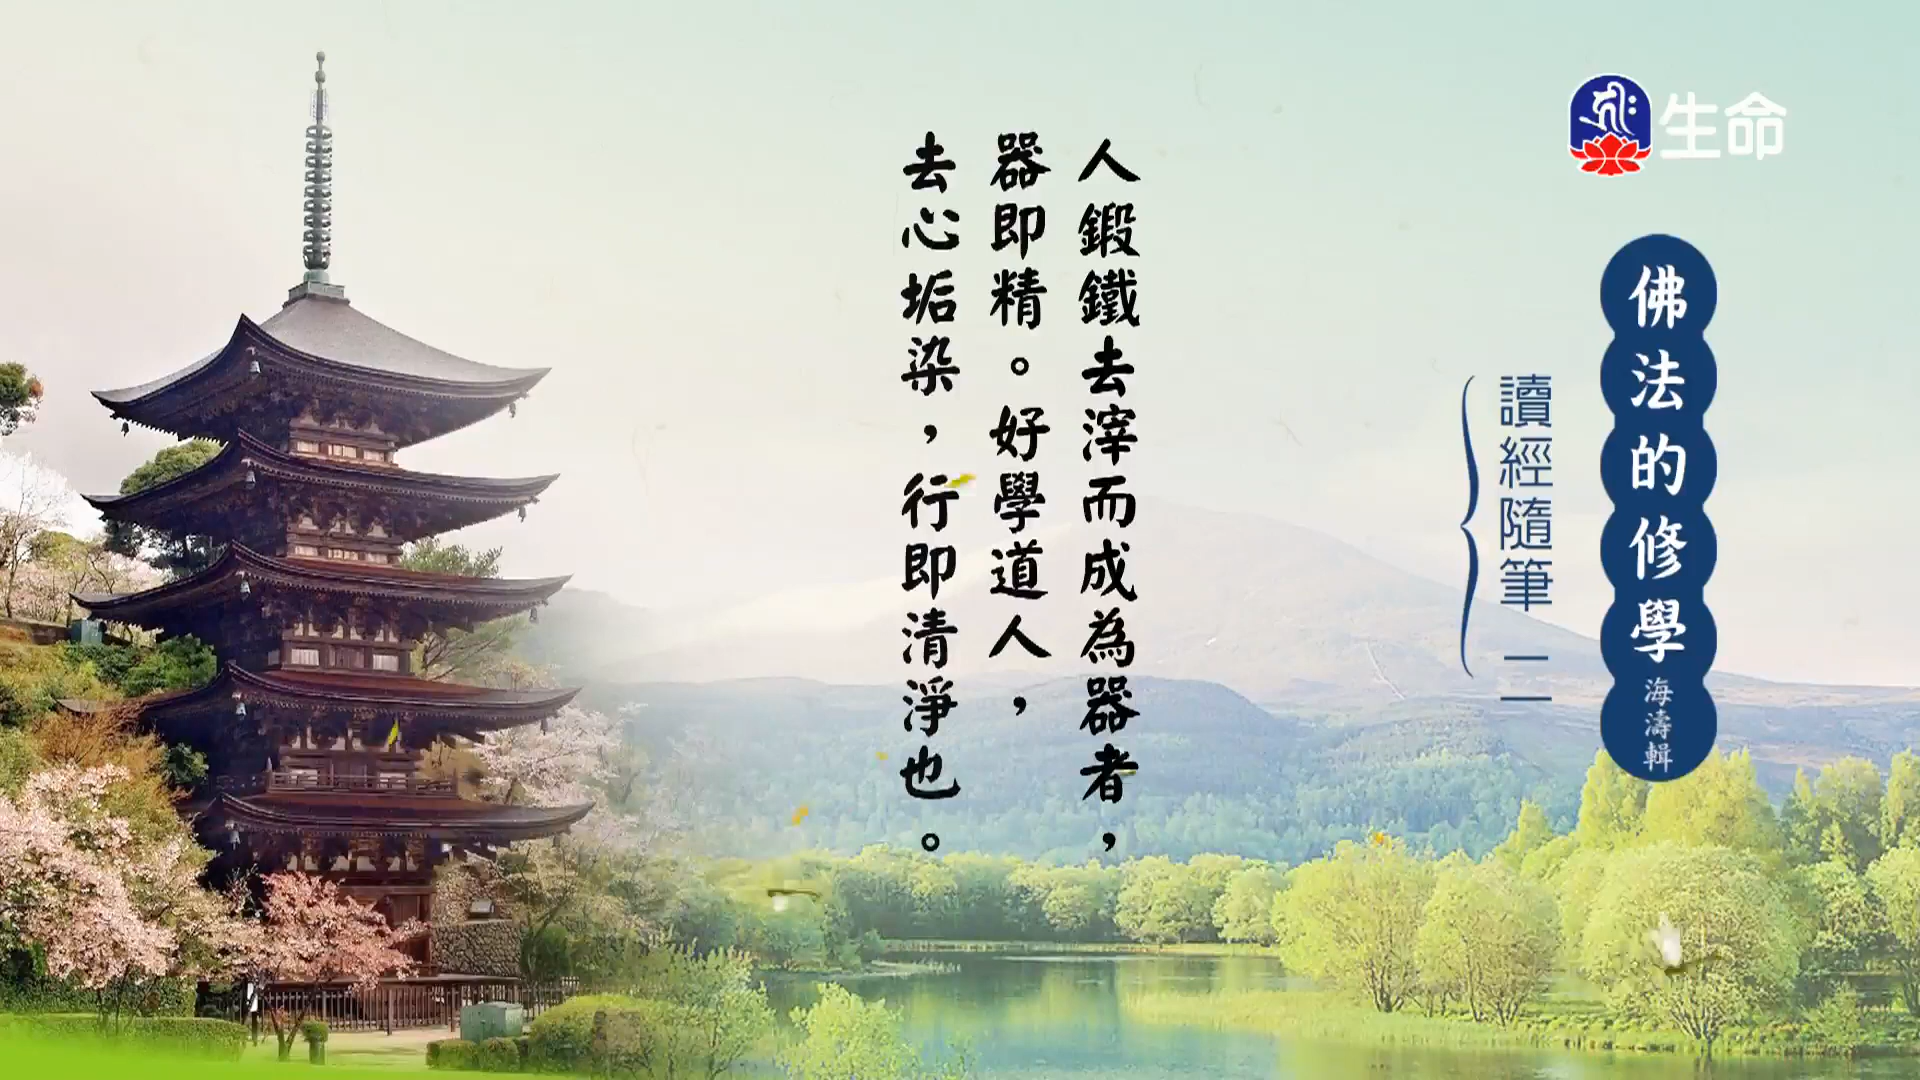 生命
佛法的修學
海濤輯
讀經隨筆二
人鍛鐵去滓而成為器者，
器即精。好學道人，
去心垢染，行即清淨也。